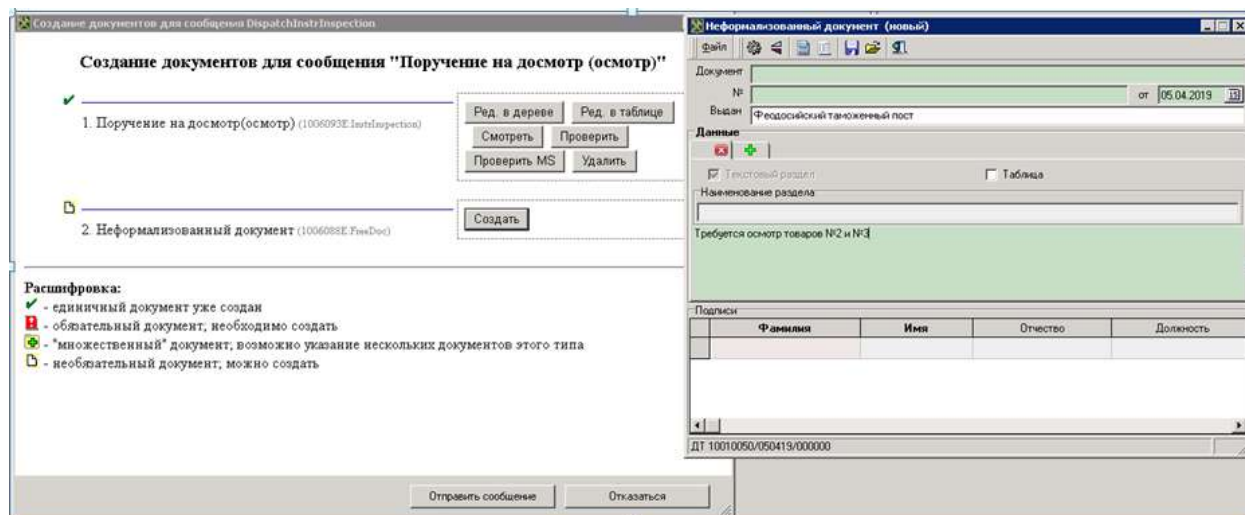 Создание документов для сообщения DispatchInstrInspection
Создание документов для сообщения "Поручение на досмотр (осмотр)"
1. Поручение на досмотр(осмотр) (1006093E.InstrInspection)
Ред. в дереве
Ред. в таблице
Смотреть
Проверить
Проверить MS
Удалить
2. Неформализованный документ (1006088E.FreeDoc)
Создать
Расшифровка:
- единичный документ уже создан
- обязательный документ; необходимо создать
- "множественный" документ; возможно указание нескольких документов этого типа
- необязательный документ; можно создать
Отправить сообщение
Отказаться
Неформализованный документ (новый)
Файл
Документ
№
от 05.04.2019
Выдан Феодосийский таможенный пост
Данные
Текстовый раздел
Таблица
Наименование раздела
Требуется осмотр товаров №2 и №3
Подписи
Фамилия Имя Отчество Должность
ДТ 10010050/050419/000000